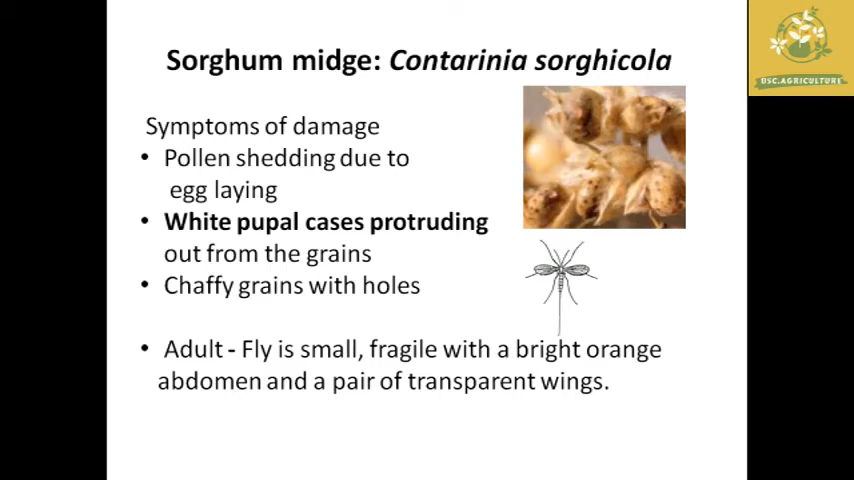 Sorghum midge: Contarinia sorghicola
Symptoms of damage
• Pollen shedding due to
egg laying
• White pupal cases protruding
out from the grains
• Chaffy grains with holes
• Adult - Fly is small, fragile with a bright orange
abdomen and a pair of transparent wings.
BSC.AGRICULTURE